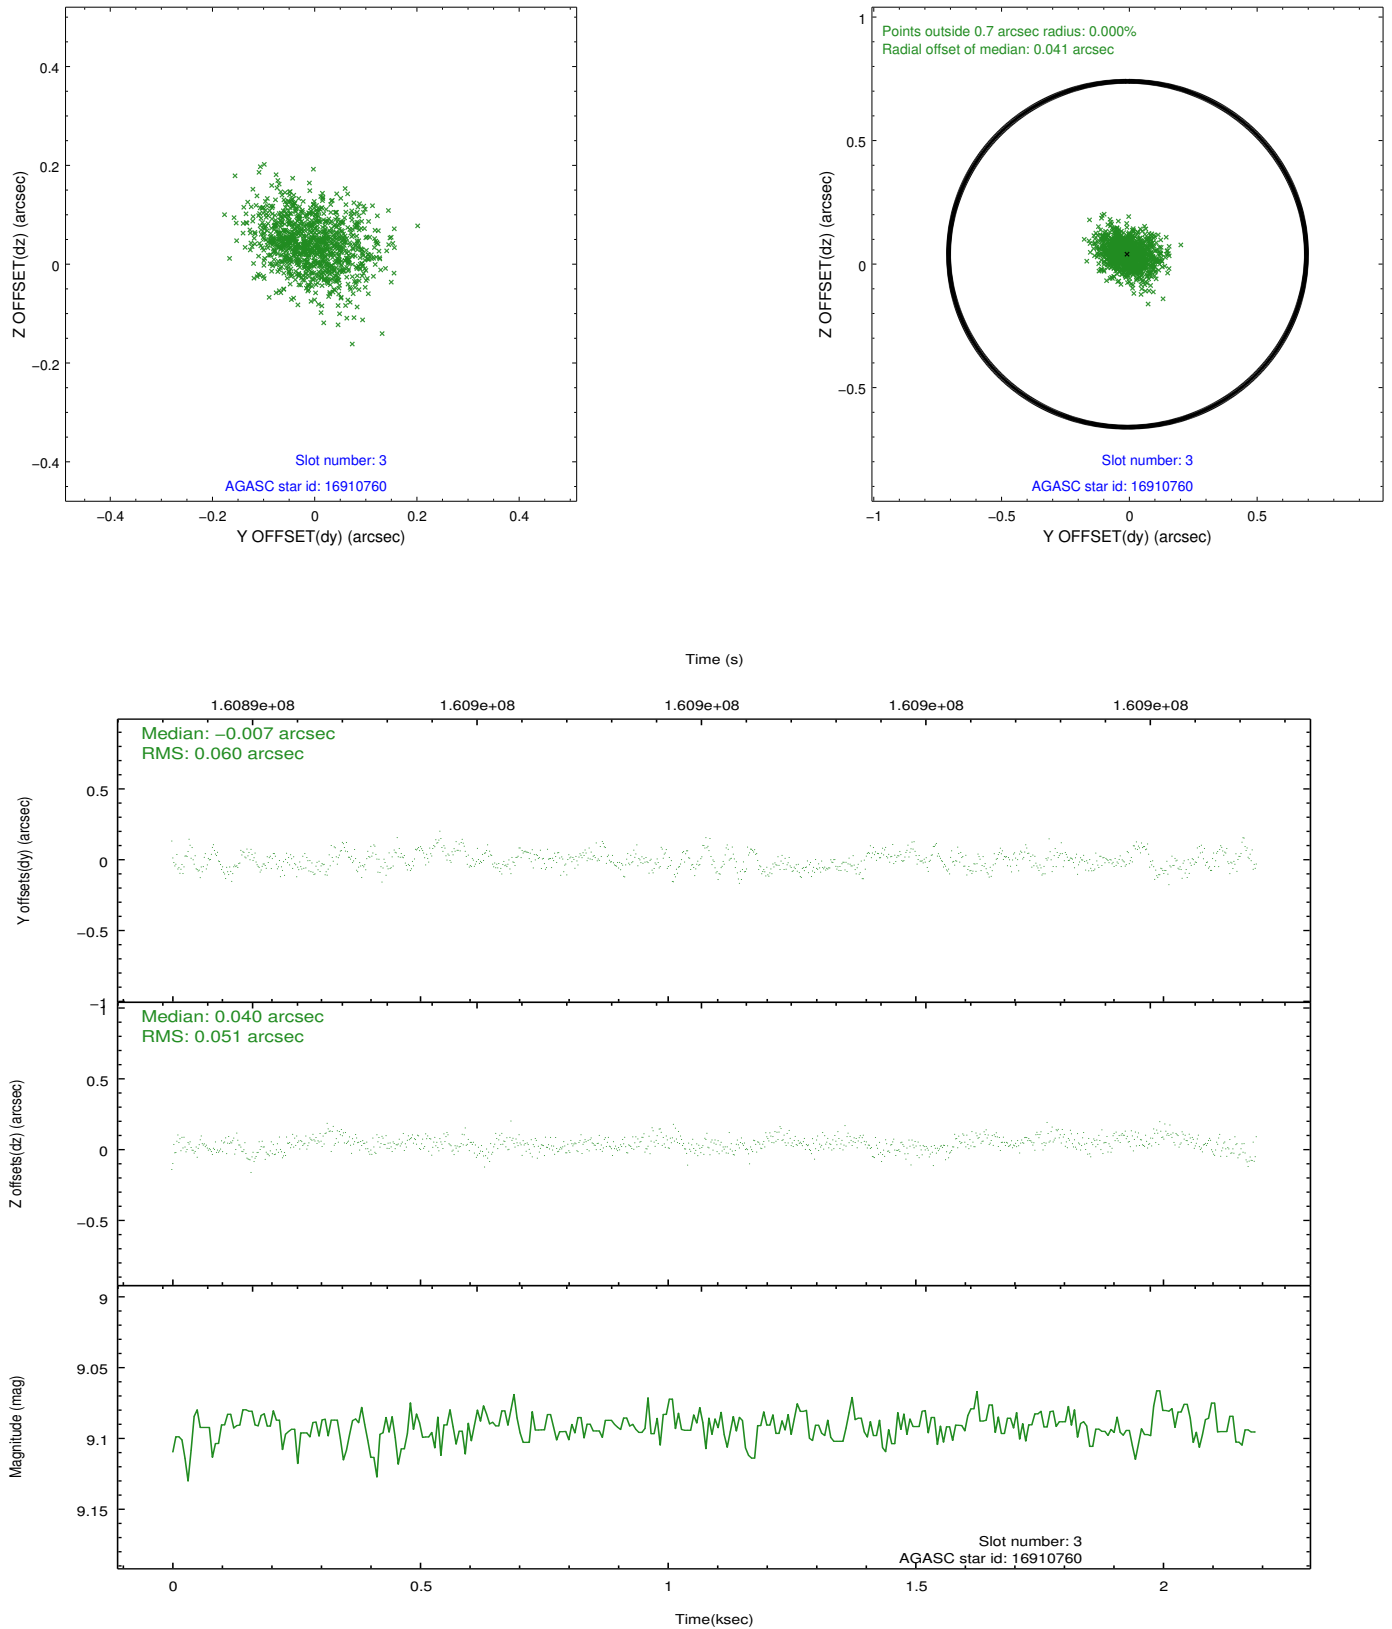 0.4
0.2
0
−0.2
−0.4
Z OFFSET(dz) (arcsec)
Slot number: 3
AGASC star id: 16910760
−0.4 −0.2 0 0.2 0.4
Y OFFSET(dy) (arcsec)
Points outside 0.7 arcsec radius: 0.000%
Radial offset of median: 0.041 arcsec
1
0.5
0
−0.5
Z OFFSET(dz) (arcsec)
Slot number: 3
AGASC star id: 16910760
−1 −0.5 0 0.5
Y OFFSET(dy) (arcsec)
Time (s)
1.6089e+08 1.609e+08 1.609e+08 1.609e+08 1.609e+08
Median: −0.007 arcsec
RMS: 0.060 arcsec
0.5
0
−0.5
−1
Y offsets(dy) (arcsec)
Median: 0.040 arcsec
RMS: 0.051 arcsec
1
0.5
0
−0.5
Z offsets(dz) (arcsec)
9
9.05
9.1
9.15
Magnitude (mag)
Slot number: 3
AGASC star id: 16910760
0 0.5 1 1.5 2
Time(ksec)